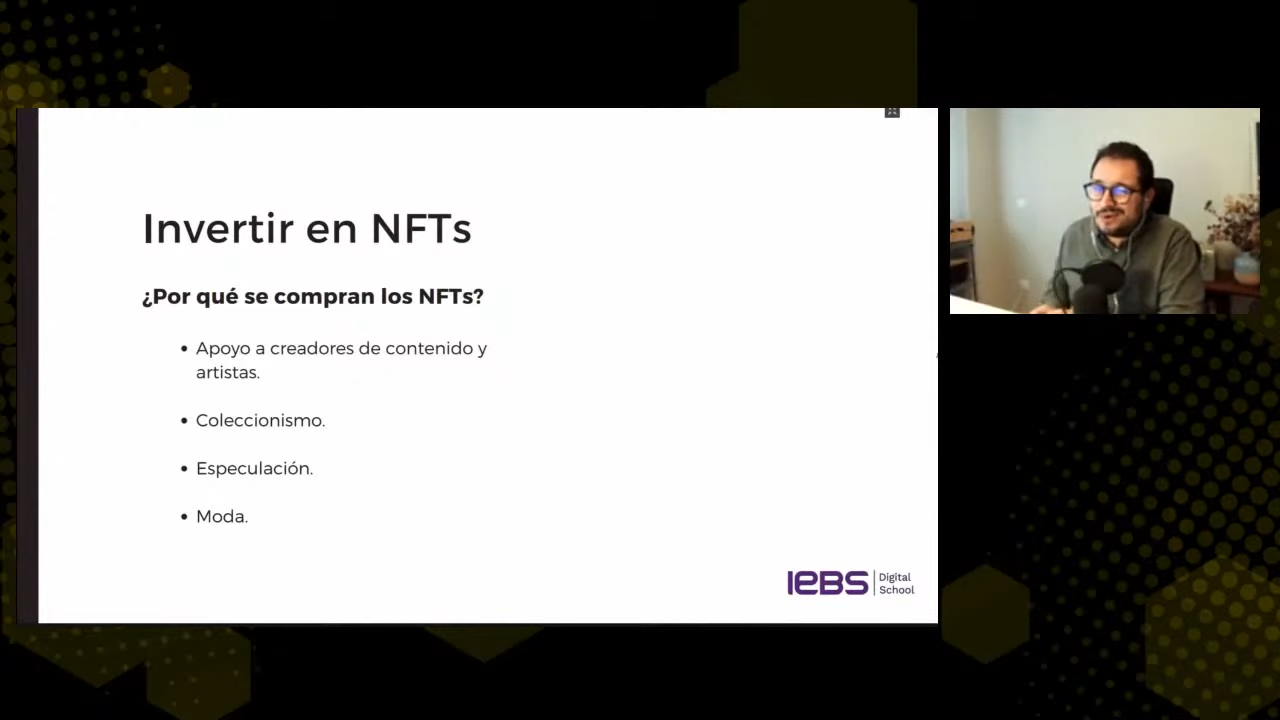 Invertir en NFTs
¿Por qué se compran los NFTs?
• Apoyo a creadores de contenido y
artistas.
• Coleccionismo.
• Especulación.
• Moda.
IEBS Digital
School